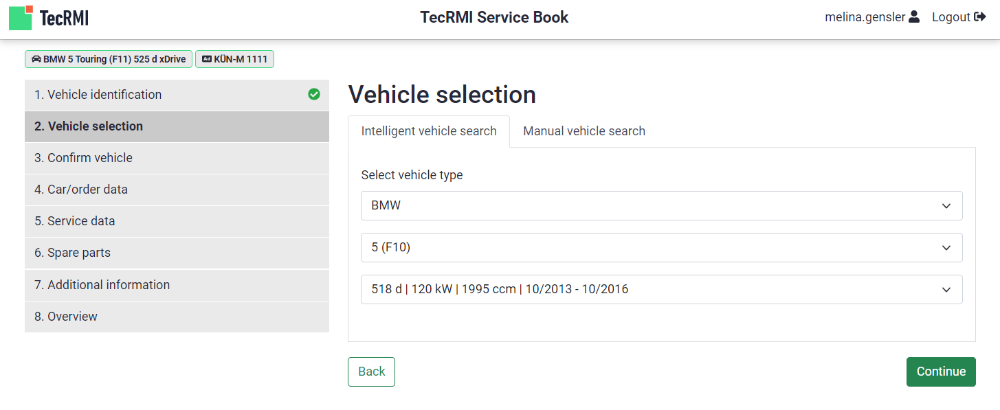 TecRMI
TecRMI Service Book
melina.gensler
Logout
BMW 5 Touring (F11) 525 d xDrive
Ad KÜN-M 1111
1. Vehicle identification
2. Vehicle selection
3. Confirm vehicle
4. Car/order data
5. Service data
6. Spare parts
7. Additional information
8. Overview
Vehicle selection
Intelligent vehicle search
Manual vehicle search
Select vehicle type
BMW
5 (F10)
518 d | 120 kW | 1995 ccm | 10/2013 - 10/2016
Back
Continue